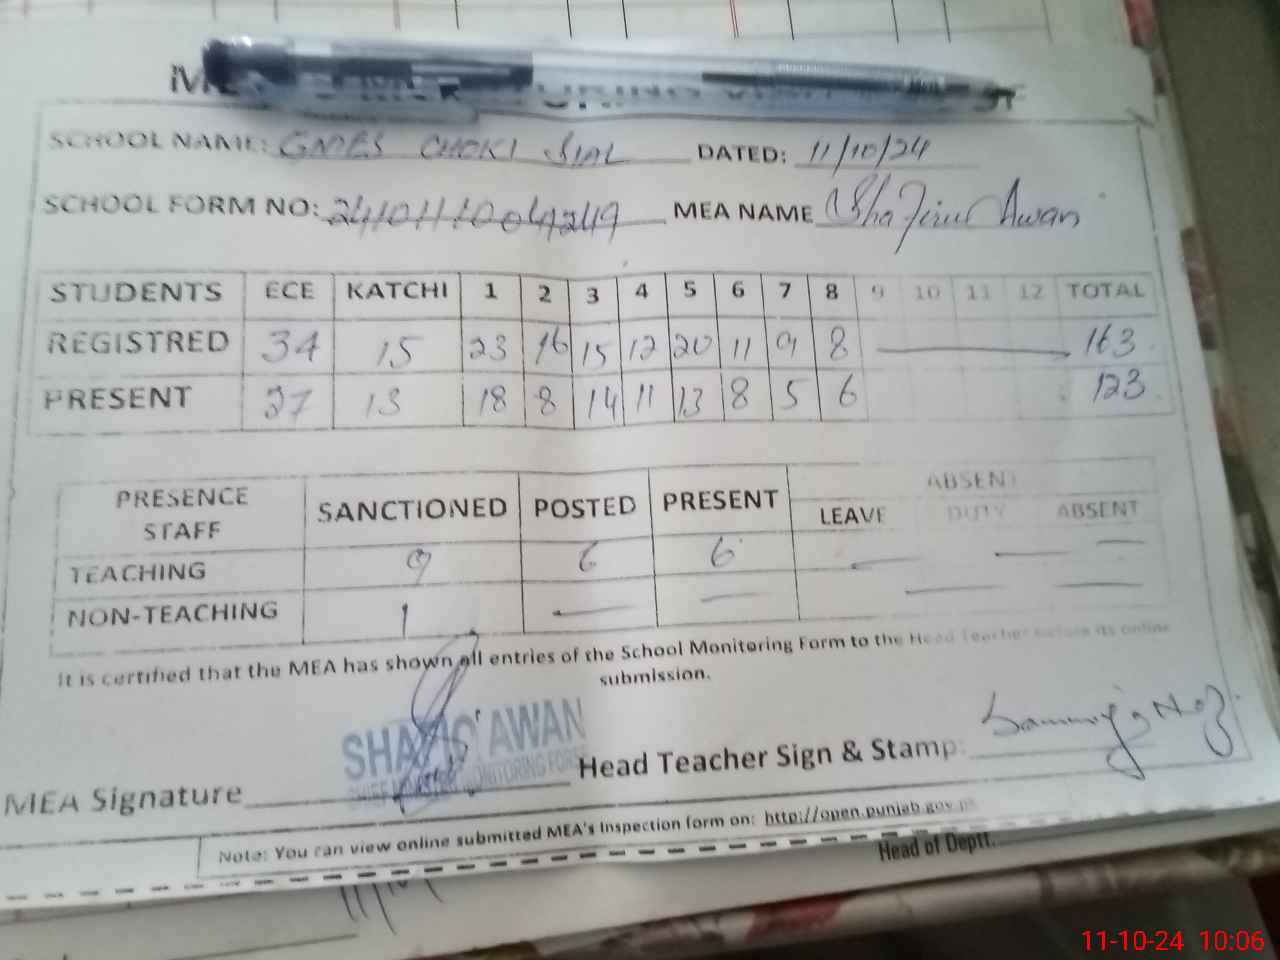 SCHOOL NAME: GMES CHOKI SIAL DATED: 11/10/24
SCHOOL FORM NO: MEA NAME Awan
STUDENTS ECE KATCHI 1 2 3 4 5 6 7 8 9 10 11 12 TOTAL
REGISTRED 34 15 23 16 15 12 20 11 9 8 163
PRESENT 27 13 18 8 14 11 13 8 5 6 123
PRESENCE STAFF SANCTIONED POSTED PRESENT ABSENT
LEAVE DUTY ABSENT
TEACHING 9 6 6 — — —
NON-TEACHING 1 — — — —
It is certified that the MEA has shown all entries of the School Monitoring Form to the Head Teacher before its online
submission.
AWAN
CHIEF MINISTER MONITORING FORCE
MEA Signature Head Teacher Sign & Stamp:
Note: You can view online submitted MEA's Inspection form on: http://open.punjab.gov.pk
Head of Deptt.
11-10-24 10:06